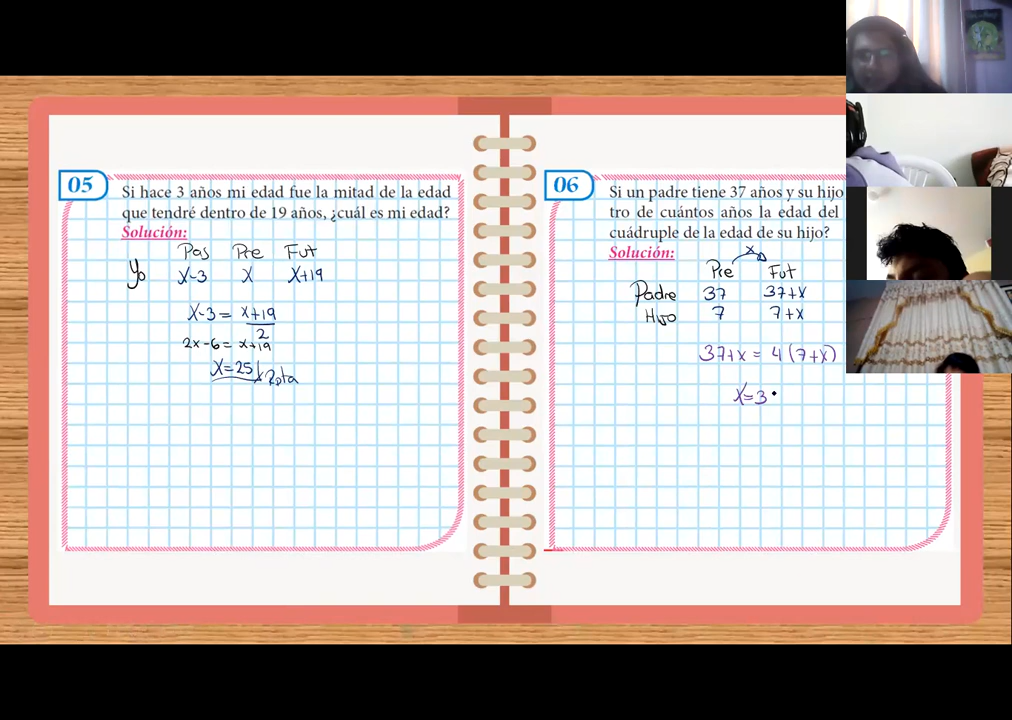 05
Si hace 3 años mi edad fue la mitad de la edad
que tendré dentro de 19 años, ¿cuál es mi edad?
Solución:
Pas Pre Fut
Yo x-3 x x+19
x-3 = x+19
2
2x-6 = x+19
x=25
06
Si un padre tiene 37 años y su hijo
tro de cuántos años la edad del
cuádruple de la edad de su hijo?
Solución:
x
Pre Fut
Padre 37 37+x
Hijo 7 7+x
37+x = 4(7+x)
x=3